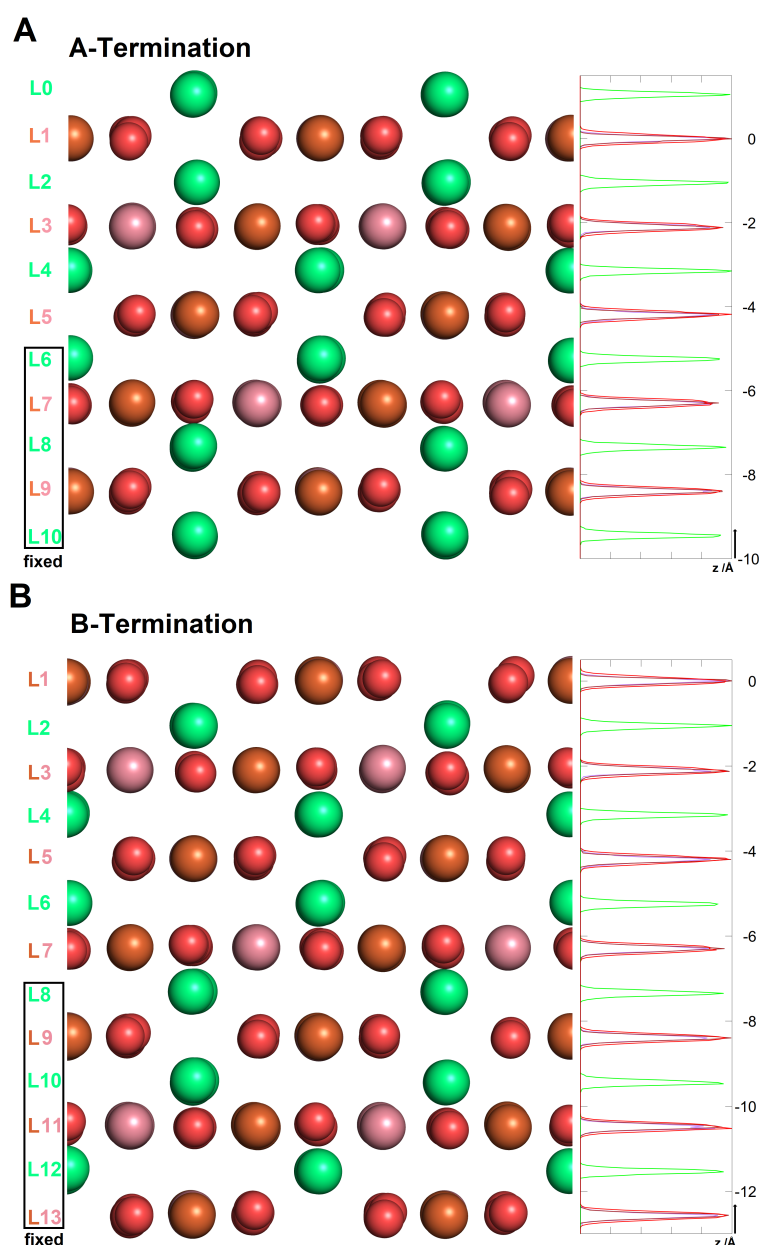 A
A-Termination
L0
L1
L2
L3
L4
L5
L6
L7
L8
L9
L10
fixed
0
-2
-4
-6
-8
-10
z /Å
B
B-Termination
L1
L2
L3
L4
L5
L6
L7
L8
L9
L10
L11
L12
L13
fixed
0
-2
-4
-6
-8
-10
-12
z /Å